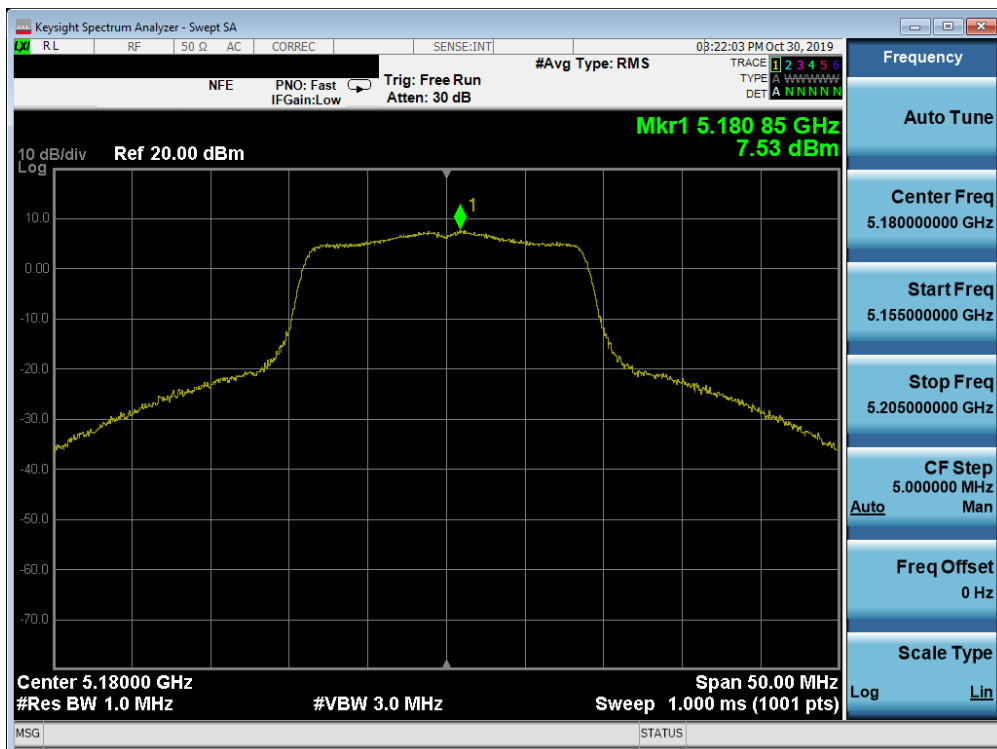 Keysight Spectrum Analyzer - Swept SA
LXI RL RF 50 Ω AC CORREC SENSE:INT 03:22:03 PM Oct 30, 2019
NFE PNO: Fast Trig: Free Run #Avg Type: RMS TRACE 1 2 3 4 5 6
IFGain:Low Atten: 30 dB TYPE A WWWWW
DET A N N N N N
Mkr1 5.180 85 GHz
7.53 dBm
10 dB/div Ref 20.00 dBm
Log
1
10.0
0.00
-10.0
-20.0
-30.0
-40.0
-50.0
-60.0
-70.0
Center 5.18000 GHz Span 50.00 MHz
#Res BW 1.0 MHz #VBW 3.0 MHz Sweep 1.000 ms (1001 pts)
MSG STATUS
Frequency
Auto Tune
Center Freq
5.180000000 GHz
Start Freq
5.155000000 GHz
Stop Freq
5.205000000 GHz
CF Step
5.000000 MHz
Auto Man
Freq Offset
0 Hz
Scale Type
Log Lin